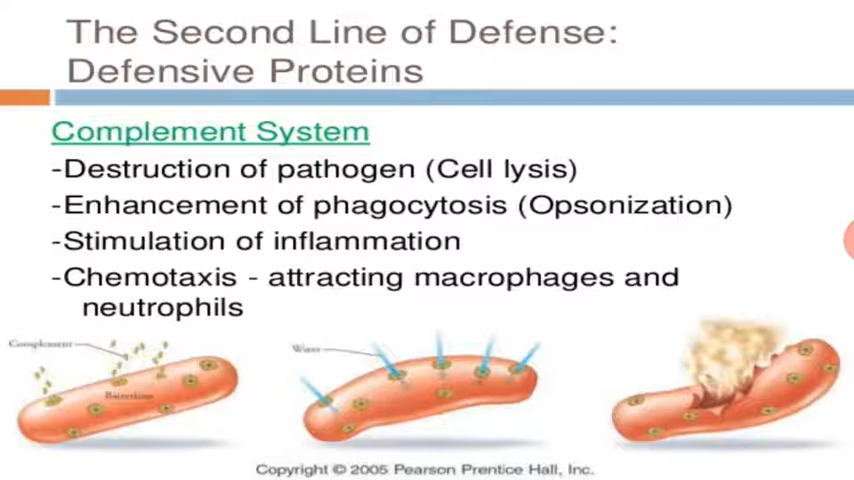 The Second Line of Defense:
Defensive Proteins
Complement System
-Destruction of pathogen (Cell lysis)
-Enhancement of phagocytosis (Opsonization)
-Stimulation of inflammation
-Chemotaxis - attracting macrophages and
neutrophils
Complement
Water
Bacterium
Copyright © 2005 Pearson Prentice Hall, Inc.